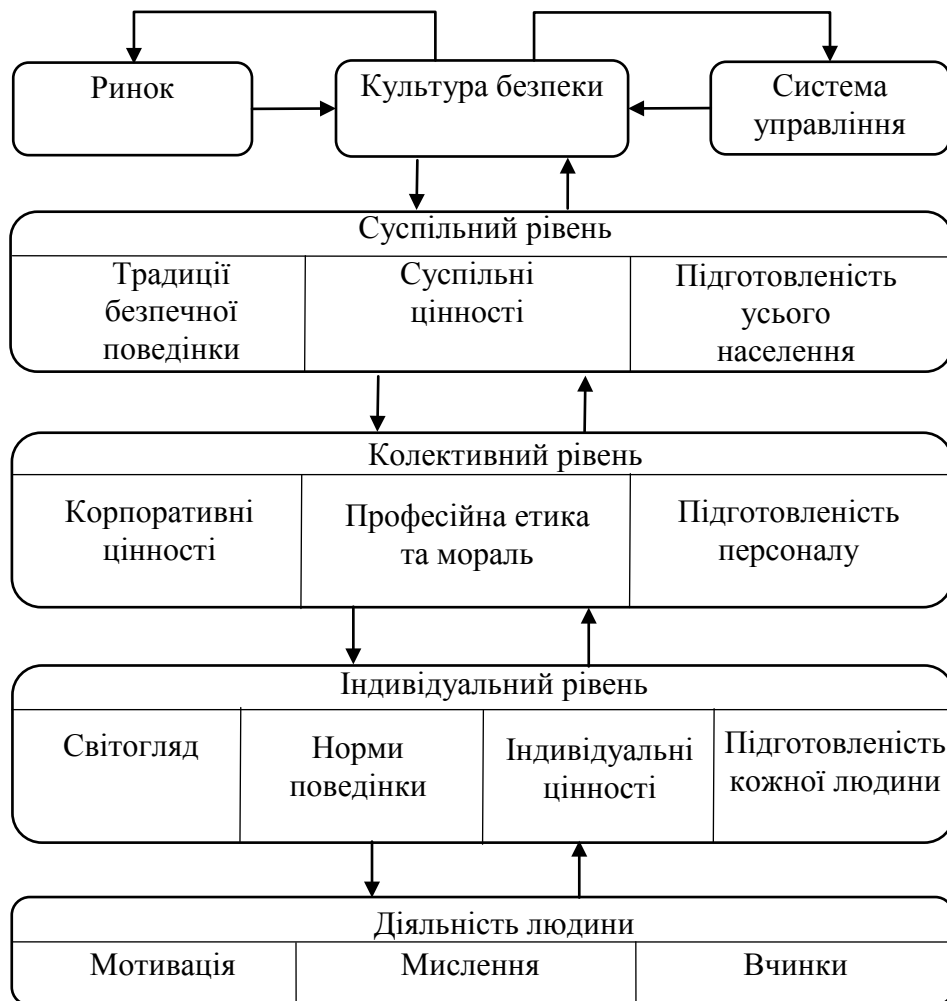 Ринок
Культура безпеки
Система
управління
Суспільний рівень
Традиції
безпечної
поведінки
Суспільні
цінності
Підготовленість
усього
населення
Колективний рівень
Корпоративні
цінності
Професійна етика
та мораль
Підготовленість
персоналу
Індивідуальний рівень
Світогляд
Норми
поведінки
Індивідуальні
цінності
Підготовленість
кожної людини
Діяльність людини
Мотивація
Мислення
Вчинки